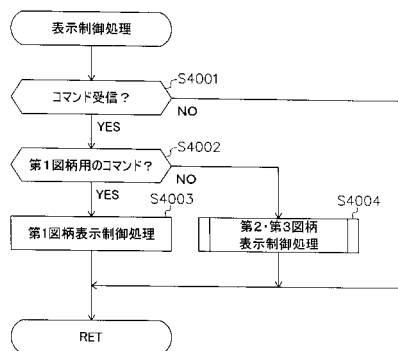 表示制御処理
S4001
コマンド受信?
NO
YES
S4002
第1図柄用のコマンド?
NO
YES
S4003
S4004
第1図柄表示制御処理
第2・第3図柄
表示制御処理
RET